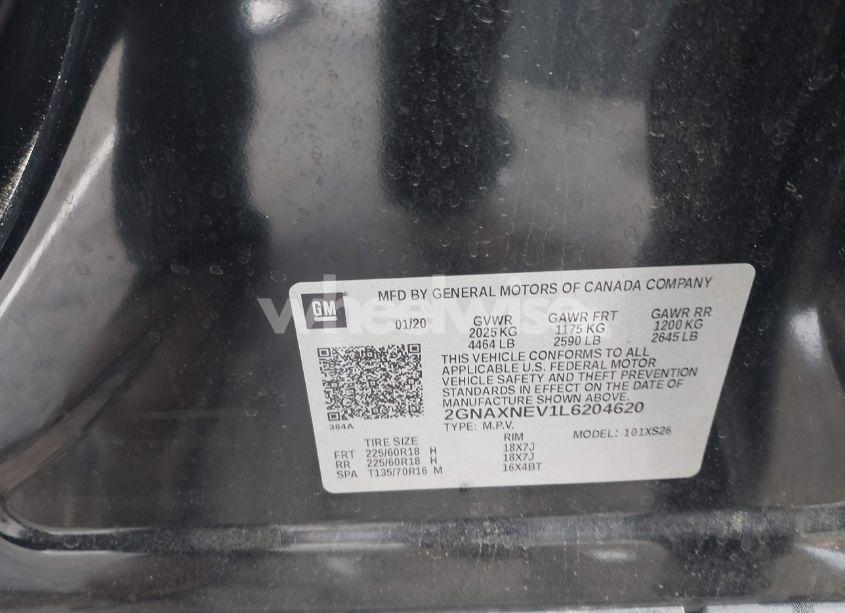 MFD BY GENERAL MOTORS OF CANADA COMPANY
GM
01/20 GVWR GAWR FRT GAWR RR
2025 KG 1175 KG 1200 KG
4464 LB 2590 LB 2645 LB
THIS VEHICLE CONFORMS TO ALL
APPLICABLE U.S. FEDERAL MOTOR
VEHICLE SAFETY AND THEFT PREVENTION
STANDARDS IN EFFECT ON THE DATE OF
MANUFACTURE SHOWN ABOVE.
2GNAXNEV1L6204620
384A
TYPE: M.P.V. MODEL: 101XS26
TIRE SIZE RIM
FRT 225/60R18 H 18X7J
RR 225/60R18 H 18X7J
SPA T135/70R16 M 16X4BT
wheelwise